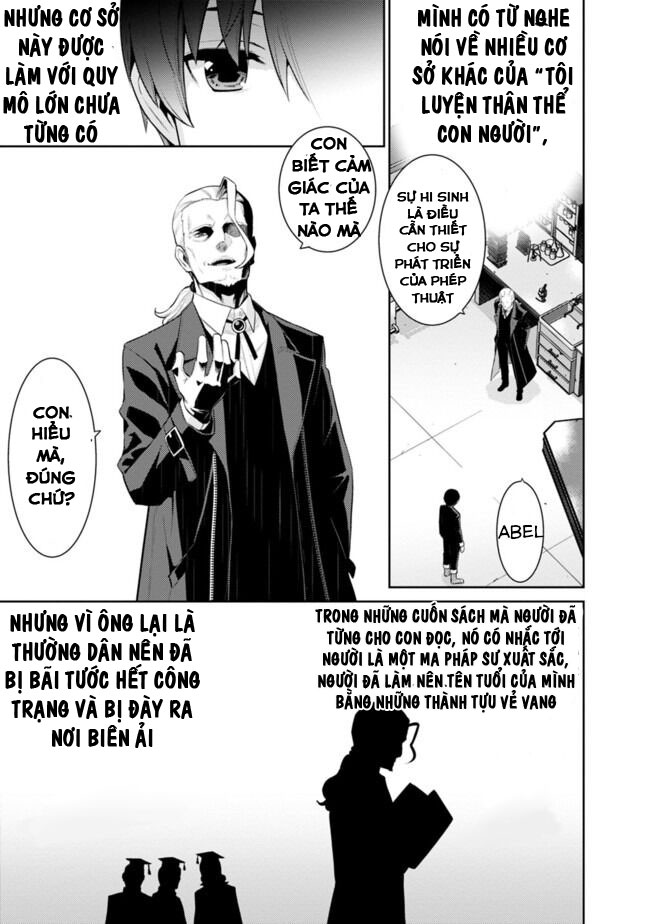 MÌNH CÓ TỪ NGHE
NÓI VỀ NHIỀU CƠ
SỞ KHÁC CỦA “TÔI
LUYỆN THÂN THỂ
CON NGƯỜI”,
NHƯNG CƠ SỞ
NÀY ĐƯỢC
LÀM VỚI QUY
MÔ LỚN CHƯA
TỪNG CÓ
SỰ HI SINH
LÀ ĐIỀU
CẦN THIẾT
CHO SỰ
PHÁT TRIỂN
CỦA PHÉP
THUẬT
ABEL
CON
BIẾT CẢM
GIÁC CỦA
TA THẾ
NÀO MÀ
CON
HIỂU MÀ,
ĐÚNG
CHỨ?
TRONG NHỮNG CUỐN SÁCH MÀ NGƯỜI ĐÃ
TỪNG CHO CON ĐỌC, NÓ CÓ NHẮC TỚI
NGƯỜI LÀ MỘT MA PHÁP SƯ XUẤT SẮC,
NGƯỜI ĐÃ LÀM NÊN TÊN TUỔI CỦA MÌNH
BẰNG NHỮNG THÀNH TỰU VẺ VANG
NHƯNG VÌ ÔNG LẠI LÀ
THƯỜNG DÂN NÊN ĐÃ
BỊ BÃI TƯỚC HẾT CÔNG
TRẠNG VÀ BỊ ĐÀY RA
NƠI BIÊN ẢI